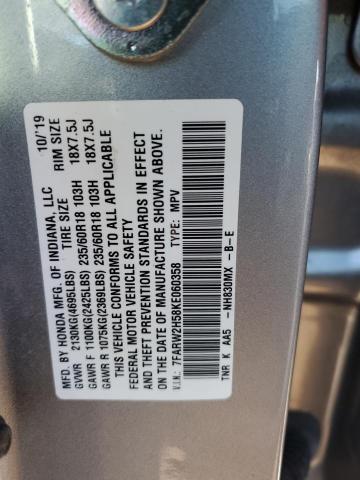 MFD. BY HONDA MFG. OF INDIANA, LLC 10/'19
TIRE SIZE RIM SIZE
GVWR 2130KG(4695LBS)
GAWR F 1100KG(2425LBS) 235/60R18 103H 18X7.5J
GAWR R 1075KG(2369LBS) 235/60R18 103H 18X7.5J
THIS VEHICLE CONFORMS TO ALL APPLICABLE
FEDERAL MOTOR VEHICLE SAFETY
AND THEFT PREVENTION STANDARDS IN EFFECT
ON THE DATE OF MANUFACTURE SHOWN ABOVE.
V.I.N.: 7FARW2H58KE060358 TYPE: MPV
TNR K AA5 -NH830MX -B-E